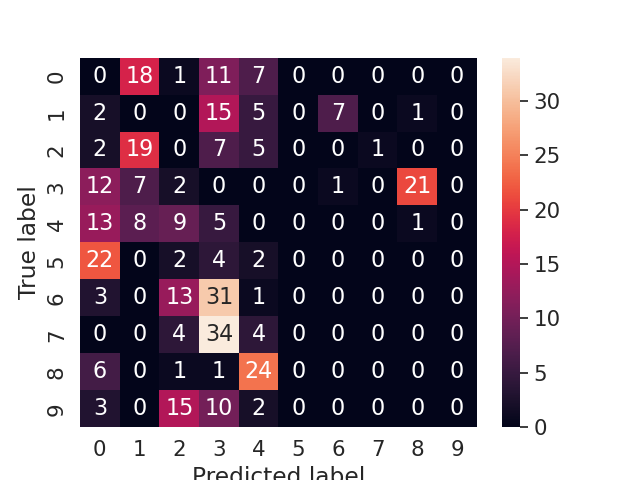 0 0 18 1 11 7 0 0 0 0 0
1 2 0 0 15 5 0 7 0 1 0
2 2 19 0 7 5 0 0 1 0 0
3 12 7 2 0 0 0 1 0 21 0
4 13 8 9 5 0 0 0 0 1 0
5 22 0 2 4 2 0 0 0 0 0
6 3 0 13 31 1 0 0 0 0 0
7 0 0 4 34 4 0 0 0 0 0
8 6 0 1 1 24 0 0 0 0 0
9 3 0 15 10 2 0 0 0 0 0
0 1 2 3 4 5 6 7 8 9
True label
Predicted label
30
25
20
15
10
5
0